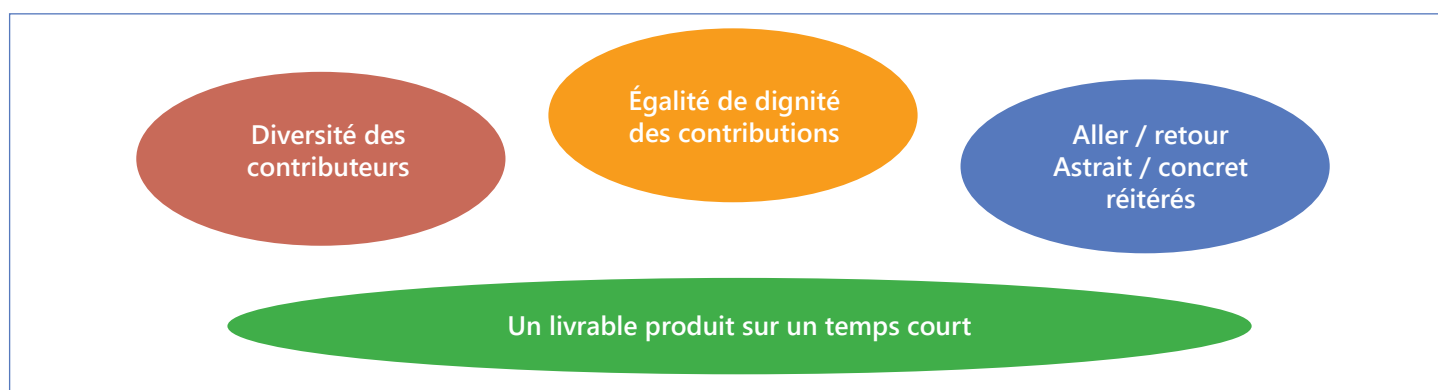 Diversité des
contributeurs
Égalité de dignité
des contributions
Aller / retour
Astrait / concret
réitérés
Un livrable produit sur un temps court